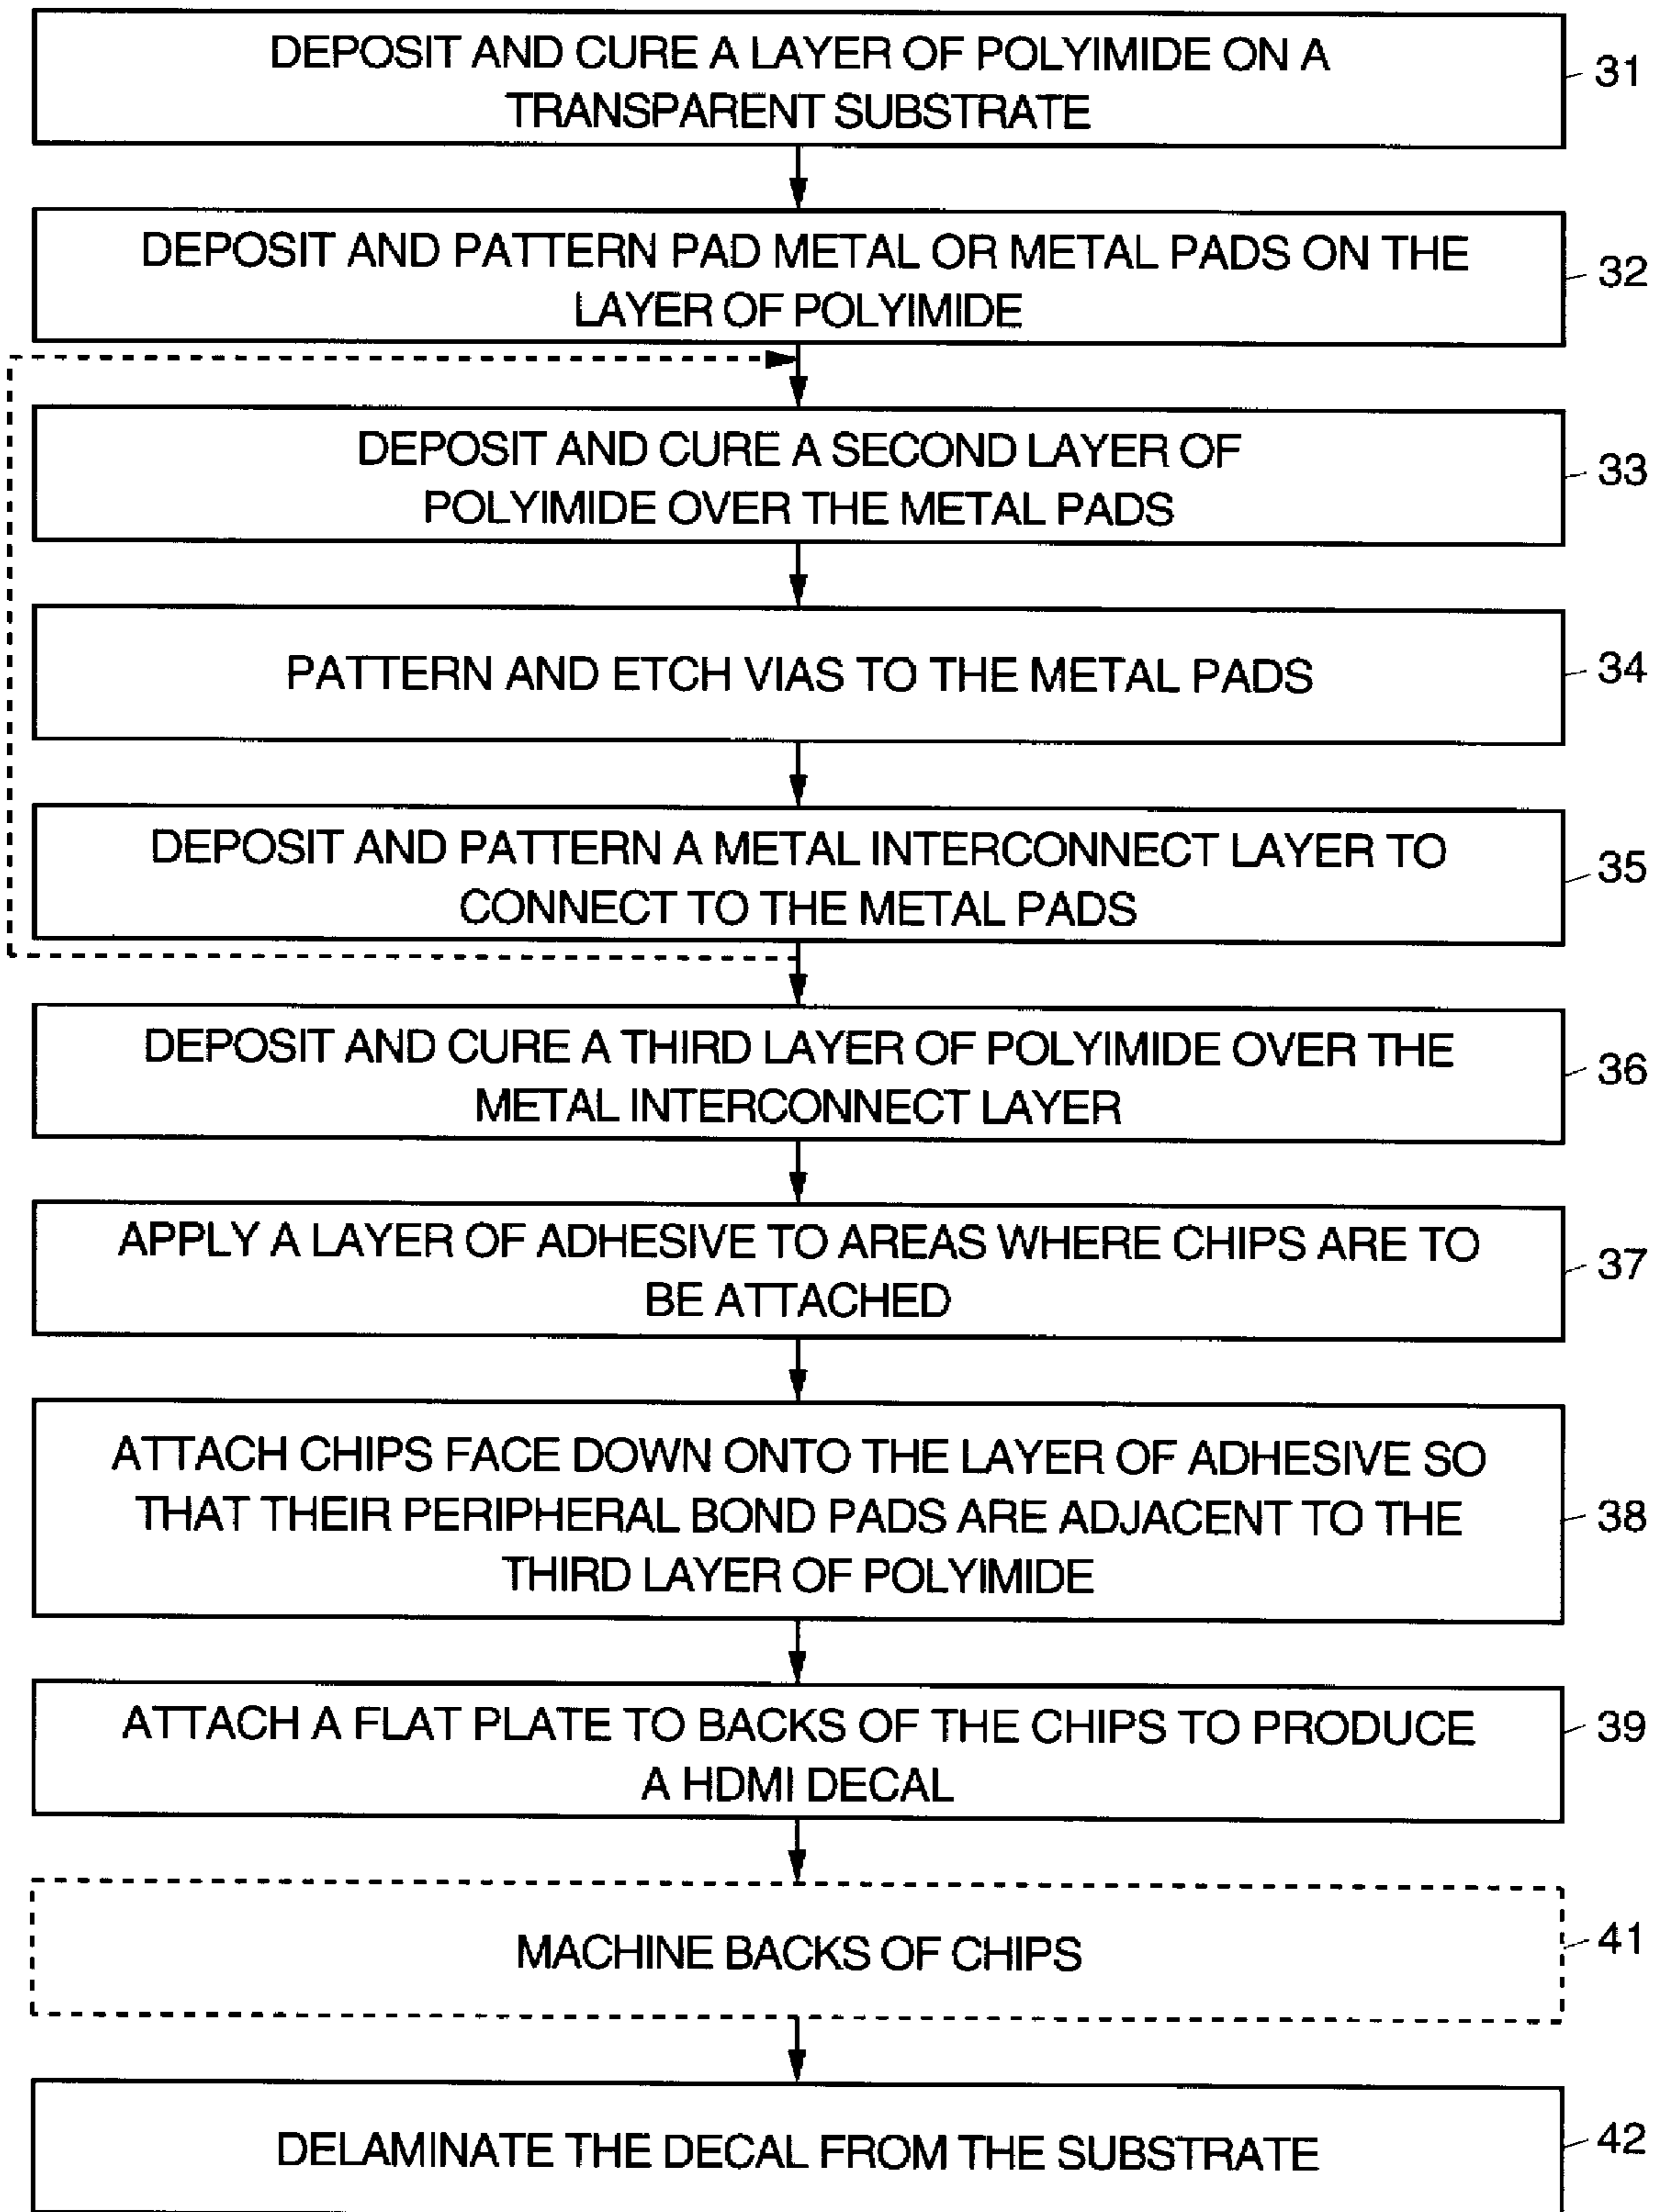 DEPOSIT AND CURE A LAYER OF POLYIMIDE ON A
TRANSPARENT SUBSTRATE
31
DEPOSIT AND PATTERN PAD METAL OR METAL PADS ON THE
LAYER OF POLYIMIDE
32
DEPOSIT AND CURE A SECOND LAYER OF
POLYIMIDE OVER THE METAL PADS
33
PATTERN AND ETCH VIAS TO THE METAL PADS
34
DEPOSIT AND PATTERN A METAL INTERCONNECT LAYER TO
CONNECT TO THE METAL PADS
35
DEPOSIT AND CURE A THIRD LAYER OF POLYIMIDE OVER THE
METAL INTERCONNECT LAYER
36
APPLY A LAYER OF ADHESIVE TO AREAS WHERE CHIPS ARE TO
BE ATTACHED
37
ATTACH CHIPS FACE DOWN ONTO THE LAYER OF ADHESIVE SO
THAT THEIR PERIPHERAL BOND PADS ARE ADJACENT TO THE
THIRD LAYER OF POLYIMIDE
38
ATTACH A FLAT PLATE TO BACKS OF THE CHIPS TO PRODUCE
A HDMI DECAL
39
MACHINE BACKS OF CHIPS
41
DELAMINATE THE DECAL FROM THE SUBSTRATE
42